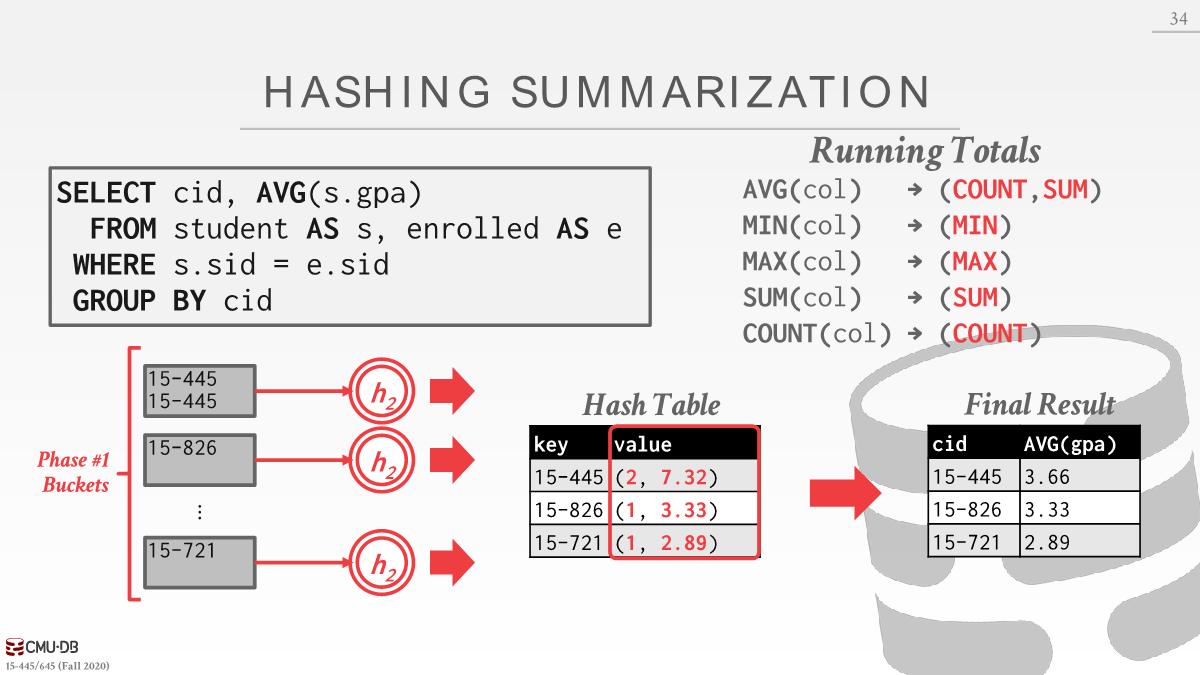 34
HASHING SUMMARIZATION
SELECT cid, AVG(s.gpa)
FROM student AS s, enrolled AS e
WHERE s.sid = e.sid
GROUP BY cid
Running Totals
AVG(col) → (COUNT,SUM)
MIN(col) → (MIN)
MAX(col) → (MAX)
SUM(col) → (SUM)
COUNT(col) → (COUNT)
Phase #1
Buckets
15-445
15-445
h2
15-826
h2
⋮
15-721
h2
Hash Table
key value
15-445 (2, 7.32)
15-826 (1, 3.33)
15-721 (1, 2.89)
Final Result
cid AVG(gpa)
15-445 3.66
15-826 3.33
15-721 2.89
CMU·DB
15-445/645 (Fall 2020)